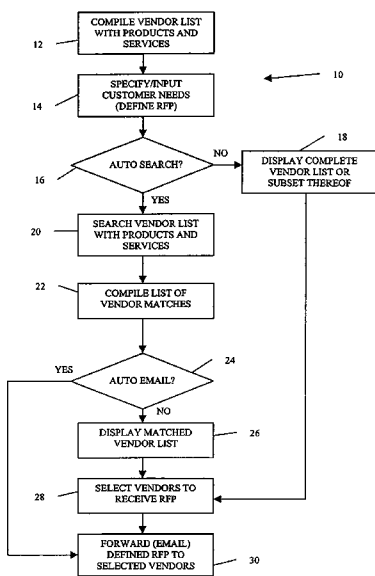 COMPILE VENDOR LIST
WITH PRODUCTS AND
SERVICES
12
10
SPECIFY/INPUT
CUSTOMER NEEDS
(DEFINE RFP)
14
18
AUTO SEARCH?
NO
16
DISPLAY COMPLETE
VENDOR LIST OR
SUBSET THEREOF
YES
SEARCH VENDOR LIST
WITH PRODUCTS AND
SERVICES
20
22
COMPILE LIST OF
VENDOR MATCHES
24
YES
AUTO EMAIL?
NO
DISPLAY MATCHED
VENDOR LIST
26
28
SELECT VENDORS TO
RECEIVE RFP
FORWARD (EMAIL)
DEFINED RFP TO
SELECTED VENDORS
30